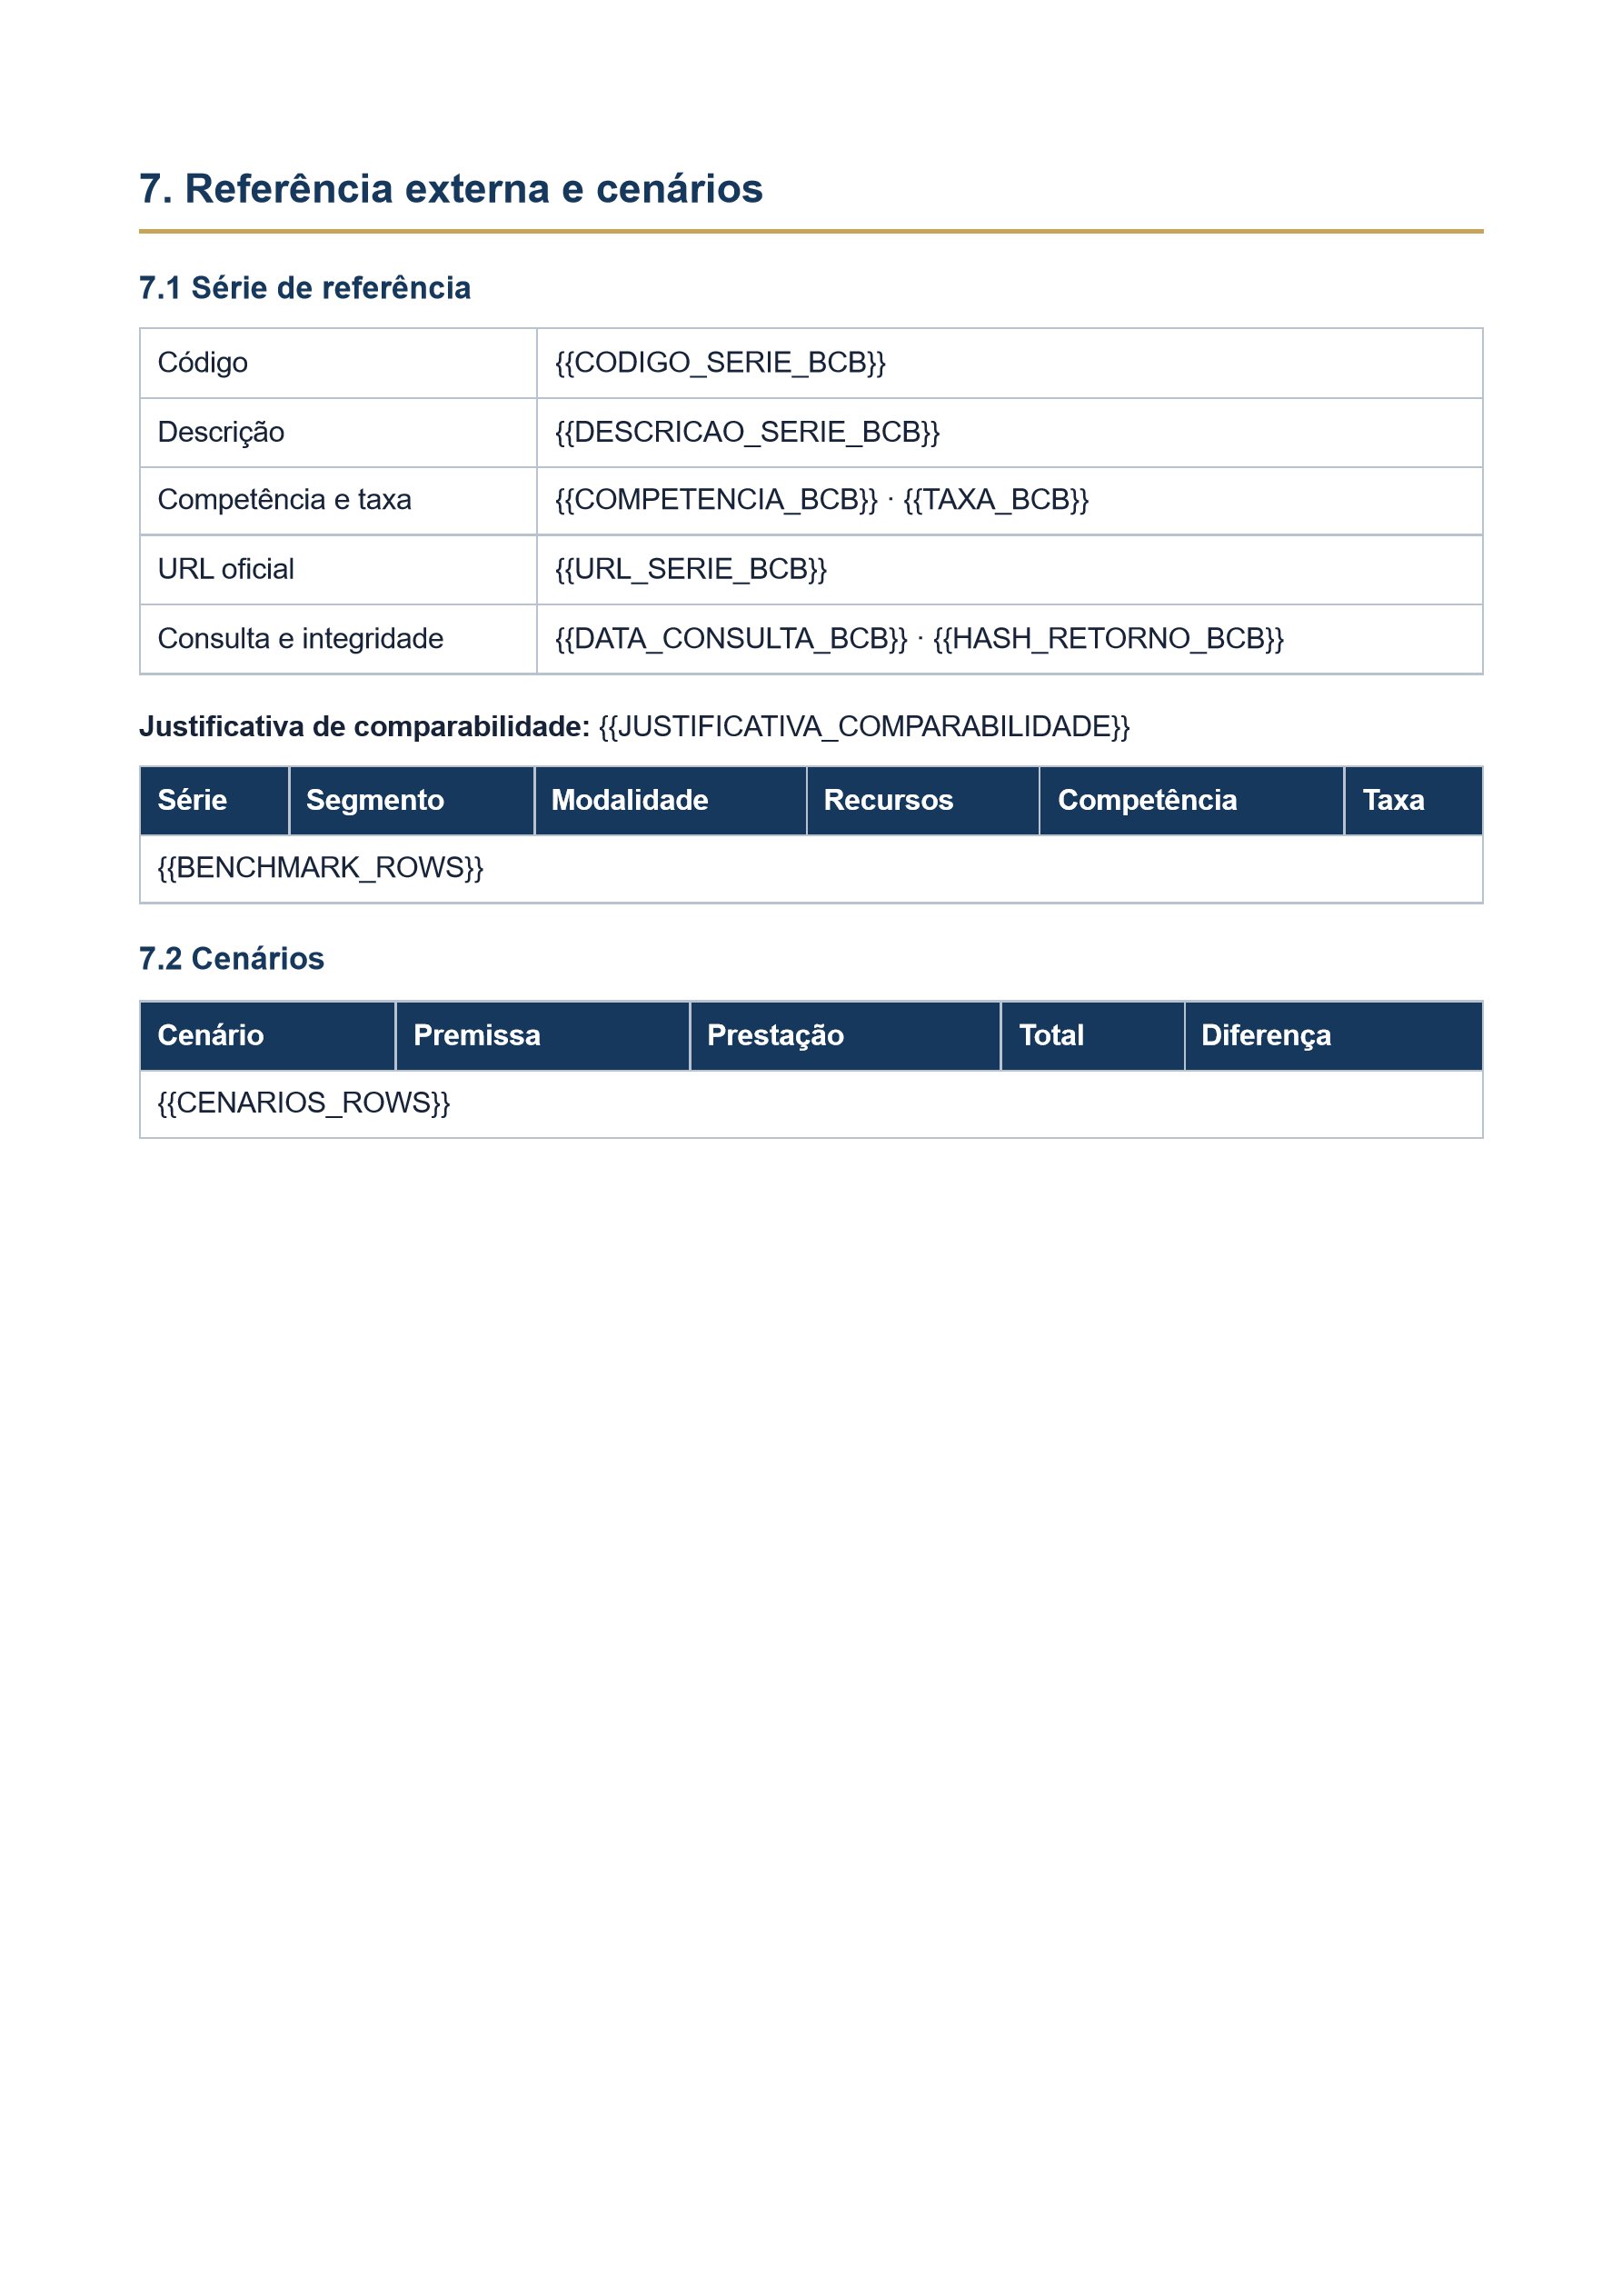 7. Referência externa e cenários
7.1 Série de referência
Código {{CODIGO_SERIE_BCB}}
Descrição {{DESCRICAO_SERIE_BCB}}
Competência e taxa {{COMPETENCIA_BCB}} · {{TAXA_BCB}}
URL oficial {{URL_SERIE_BCB}}
Consulta e integridade {{DATA_CONSULTA_BCB}} · {{HASH_RETORNO_BCB}}
Justificativa de comparabilidade: {{JUSTIFICATIVA_COMPARABILIDADE}}
Série Segmento Modalidade Recursos Competência Taxa
{{BENCHMARK_ROWS}}
7.2 Cenários
Cenário Premissa Prestação Total Diferença
{{CENARIOS_ROWS}}